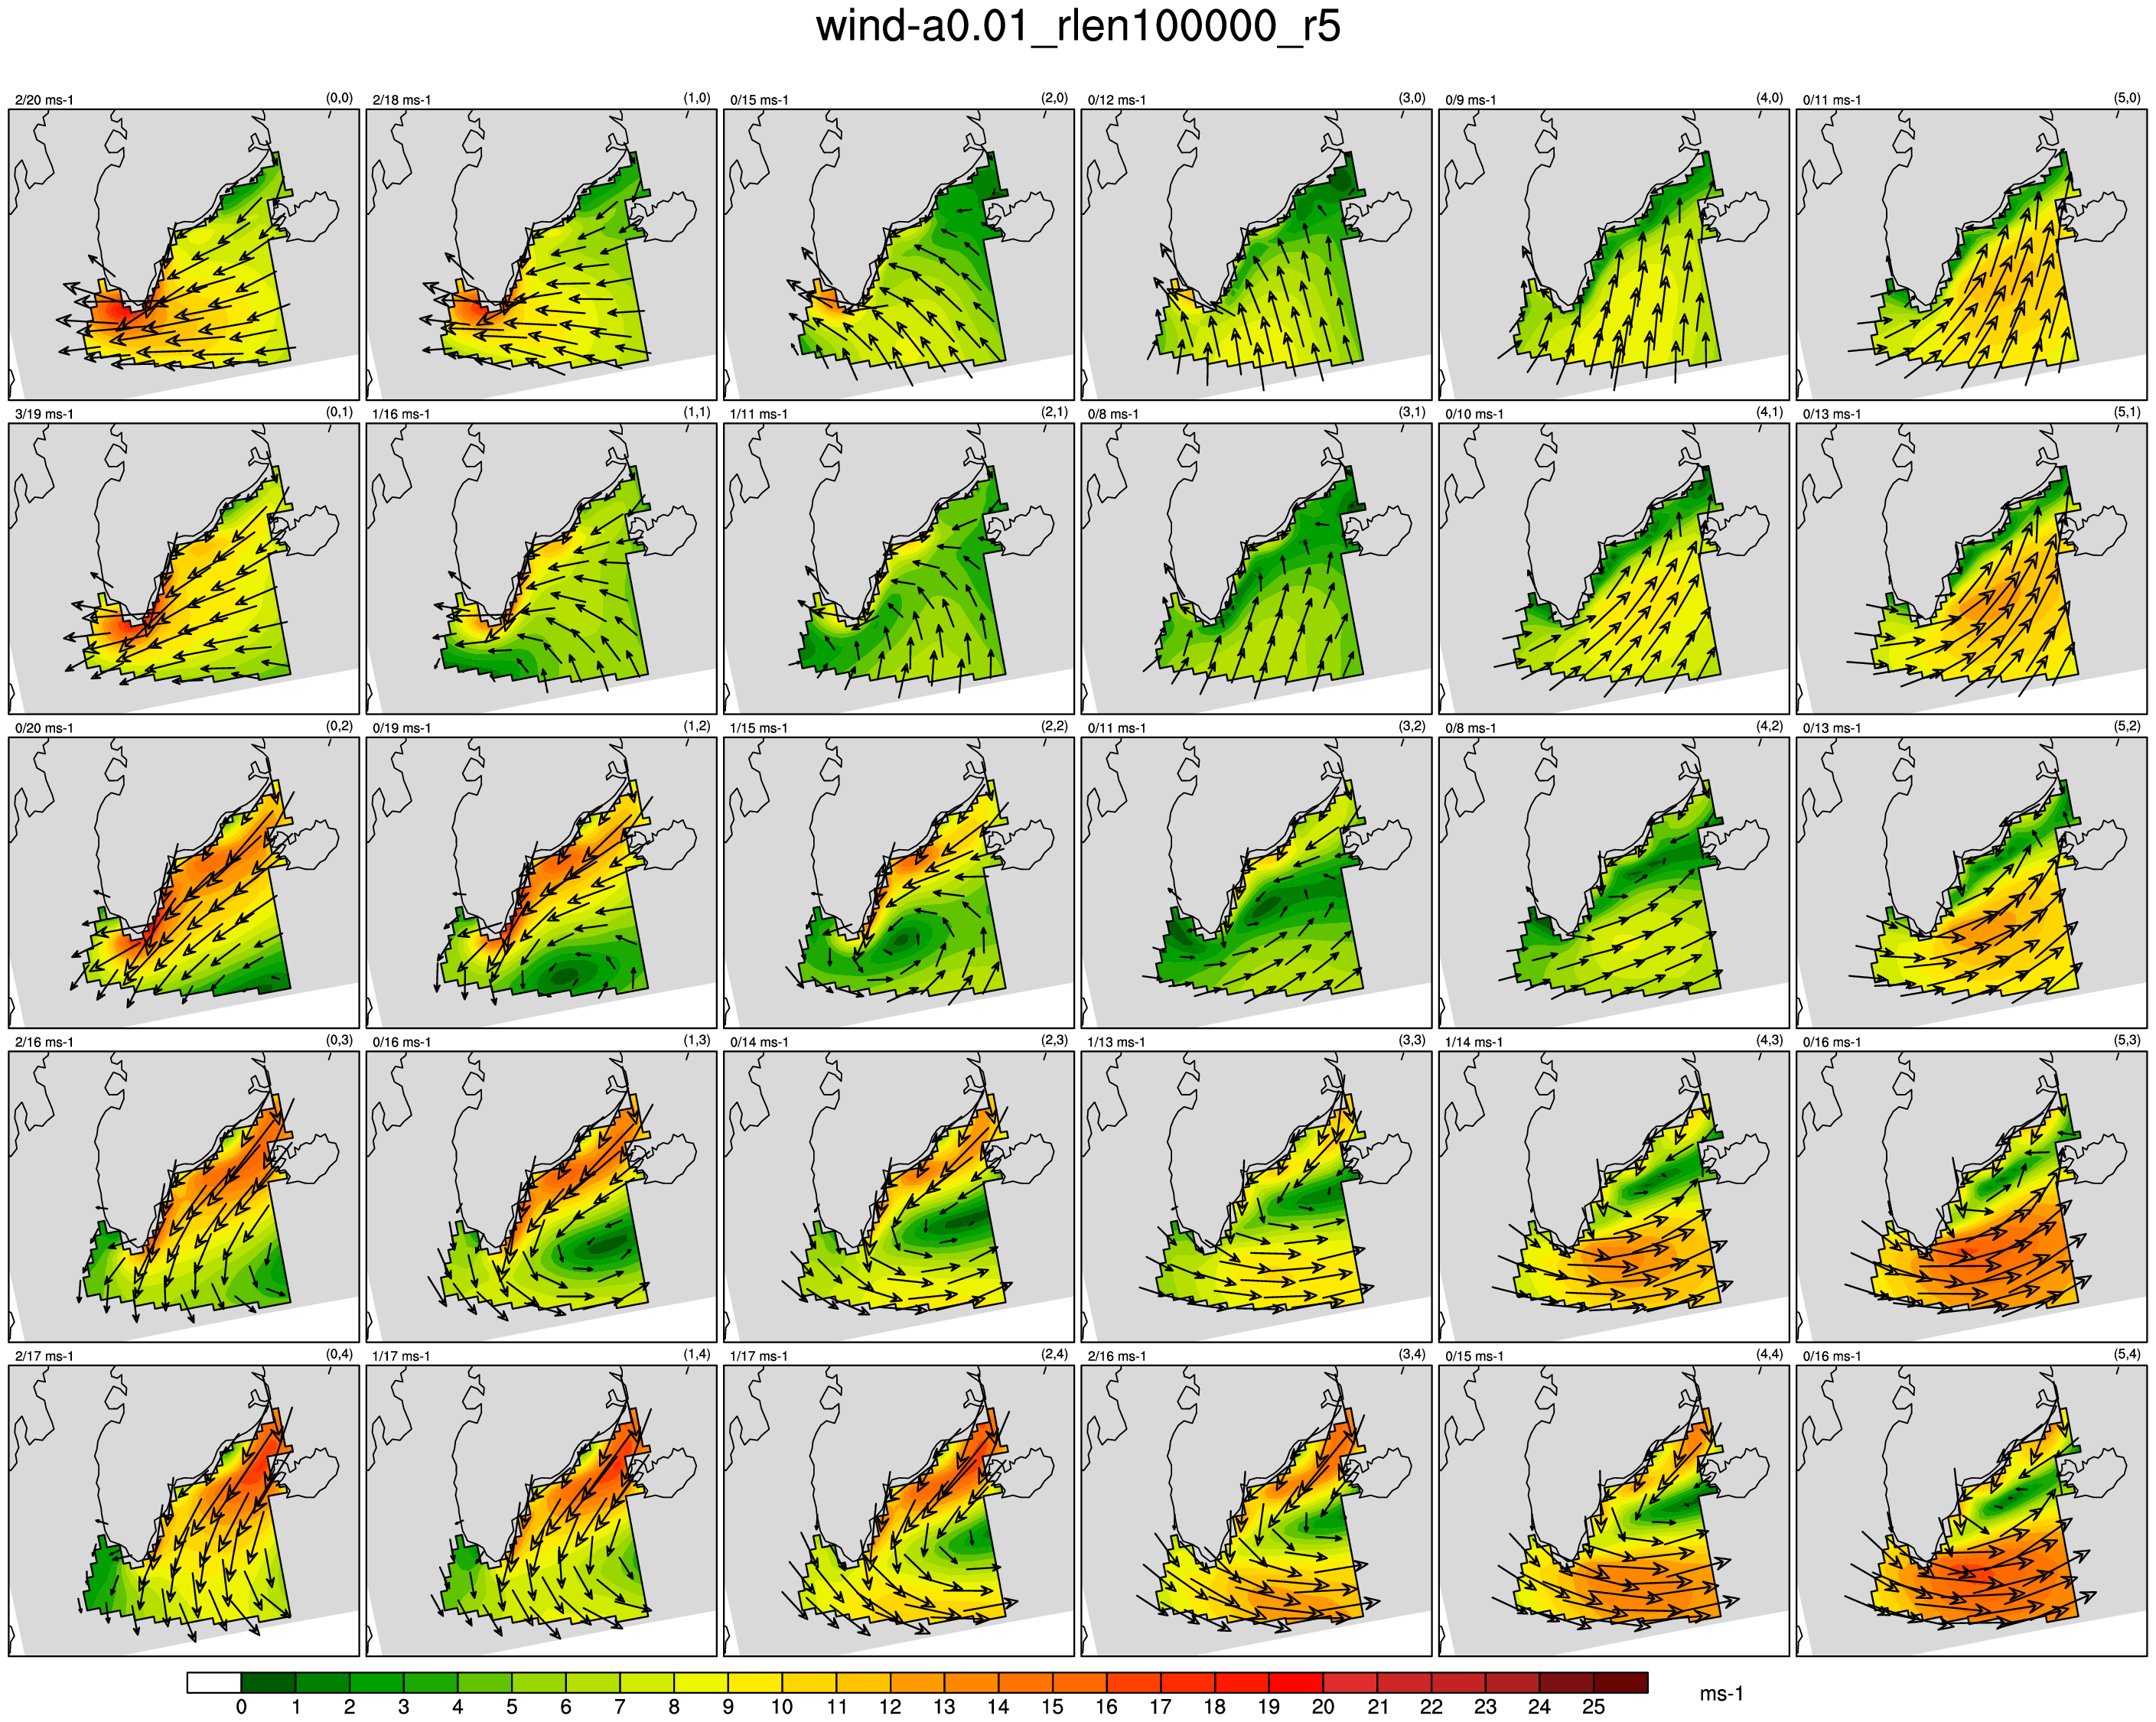 wind-a0.01_rlen100000_r5
2/20 ms-1 (0,0) 2/18 ms-1 (1,0) 0/15 ms-1 (2,0) 0/12 ms-1 (3,0) 0/9 ms-1 (4,0) 0/11 ms-1 (5,0)
3/19 ms-1 (0,1) 1/16 ms-1 (1,1) 1/11 ms-1 (2,1) 0/8 ms-1 (3,1) 0/10 ms-1 (4,1) 0/13 ms-1 (5,1)
0/20 ms-1 (0,2) 0/19 ms-1 (1,2) 1/15 ms-1 (2,2) 0/11 ms-1 (3,2) 0/8 ms-1 (4,2) 0/13 ms-1 (5,2)
2/16 ms-1 (0,3) 0/16 ms-1 (1,3) 0/14 ms-1 (2,3) 1/13 ms-1 (3,3) 1/14 ms-1 (4,3) 0/16 ms-1 (5,3)
2/17 ms-1 (0,4) 1/17 ms-1 (1,4) 1/17 ms-1 (2,4) 2/16 ms-1 (3,4) 0/15 ms-1 (4,4) 0/16 ms-1 (5,4)
0 1 2 3 4 5 6 7 8 9 10 11 12 13 14 15 16 17 18 19 20 21 22 23 24 25 ms-1